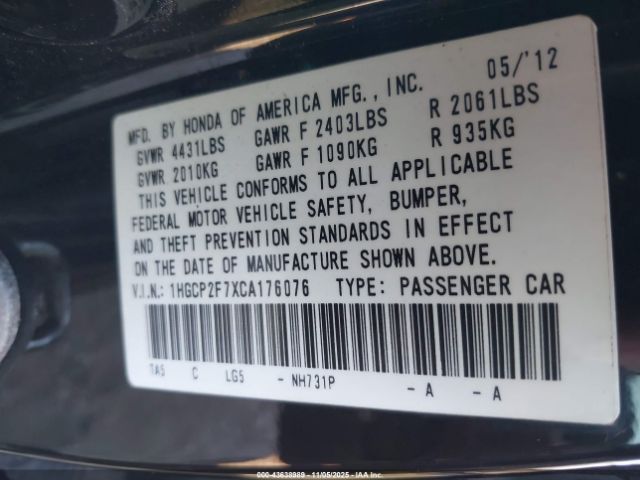 MFD. BY HONDA OF AMERICA MFG., INC. 05/'12
GVWR 4431LBS GAWR F 2403LBS R 2061LBS
GVWR 2010KG GAWR F 1090KG R 935KG
THIS VEHICLE CONFORMS TO ALL APPLICABLE
FEDERAL MOTOR VEHICLE SAFETY, BUMPER,
AND THEFT PREVENTION STANDARDS IN EFFECT
ON THE DATE OF MANUFACTURE SHOWN ABOVE.
V.I.N.: 1HGCP2F7XCA176076 TYPE: PASSENGER CAR
TA5 C LG5 - NH731P - A - A
000-43638989 - 11/05/2025 - IAA Inc.